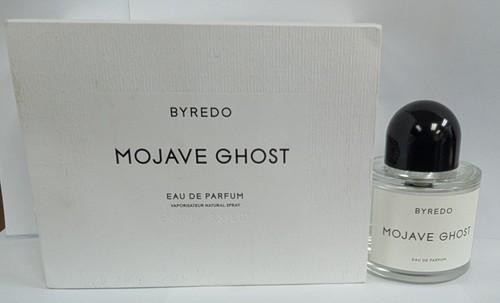 BYREDO
MOJAVE GHOST
EAU DE PARFUM
VAPORISATEUR NATURAL SPRAY
BYREDO
MOJAVE GHOST
EAU DE PARFUM